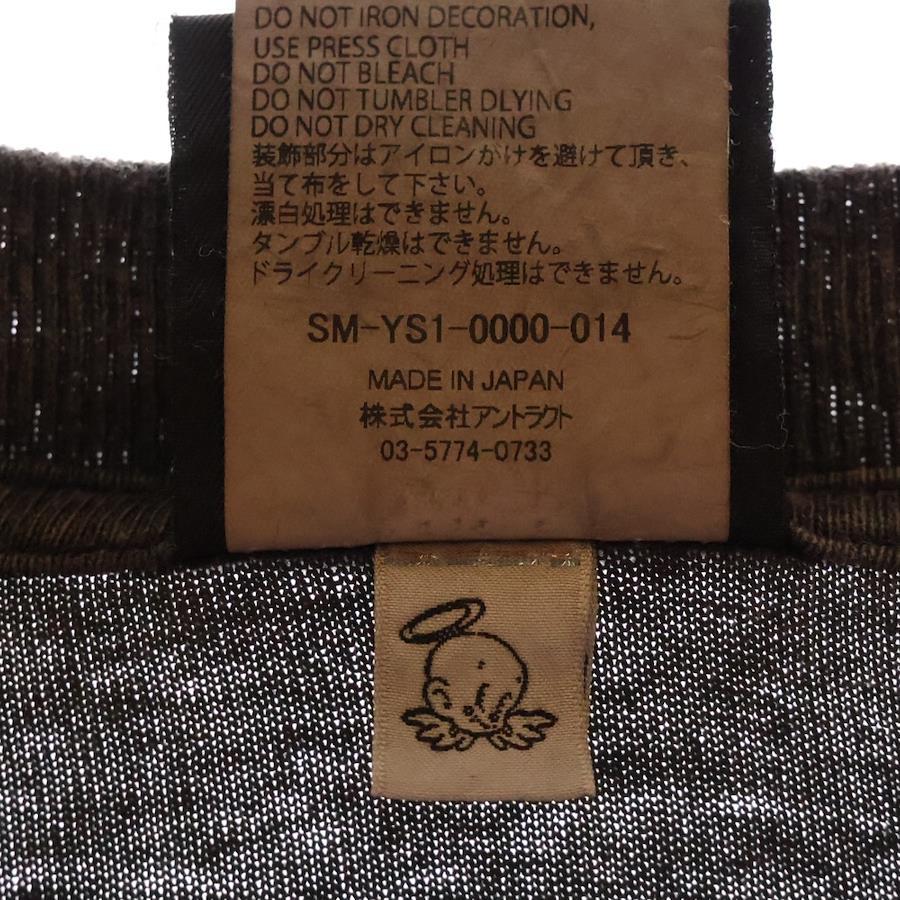 DO NOT IRON DECORATION,
USE PRESS CLOTH
DO NOT BLEACH
DO NOT TUMBLER DLYING
DO NOT DRY CLEANING
装飾部分はアイロンがけを避けて頂き、
当て布をして下さい。
漂白処理はできません。
タンブル乾燥はできません。
ドライクリーニング処理はできません。
SM-YS1-0000-014
MADE IN JAPAN
株式会社アントラクト
03-5774-0733